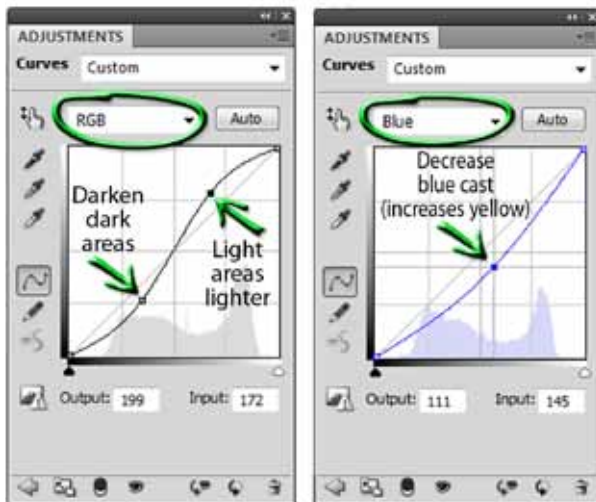 ADJUSTMENTS
Curves Custom
RGB Auto
Darken
dark
areas
Light
areas
lighter
Output: 199 Input: 172
ADJUSTMENTS
Curves Custom
Blue Auto
Decrease
blue cast
(increases yellow)
Output: 111 Input: 145